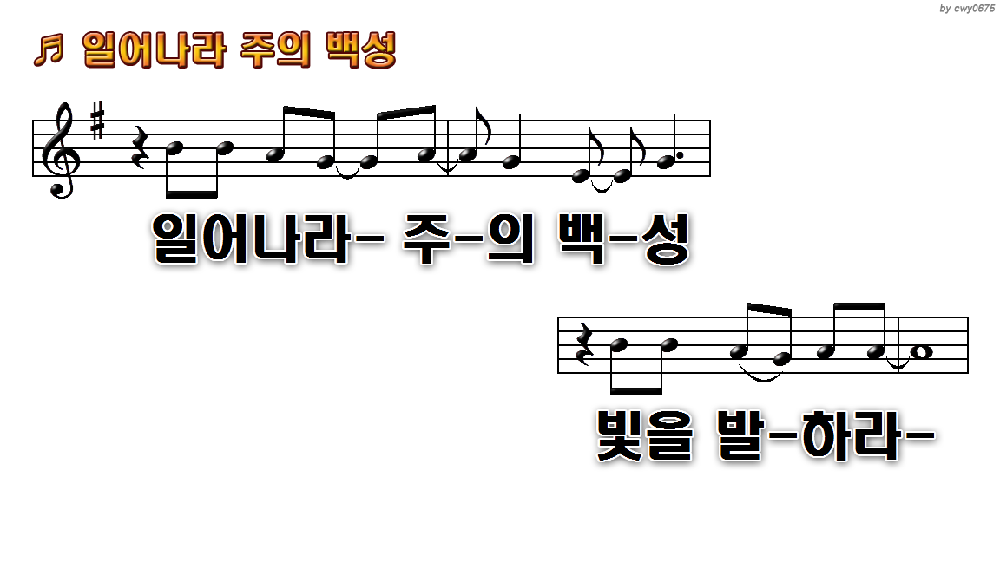 by cwy0675
♬ 일어나라 주의 백성
일어나라- 주-의 백-성
빛을 발-하라-